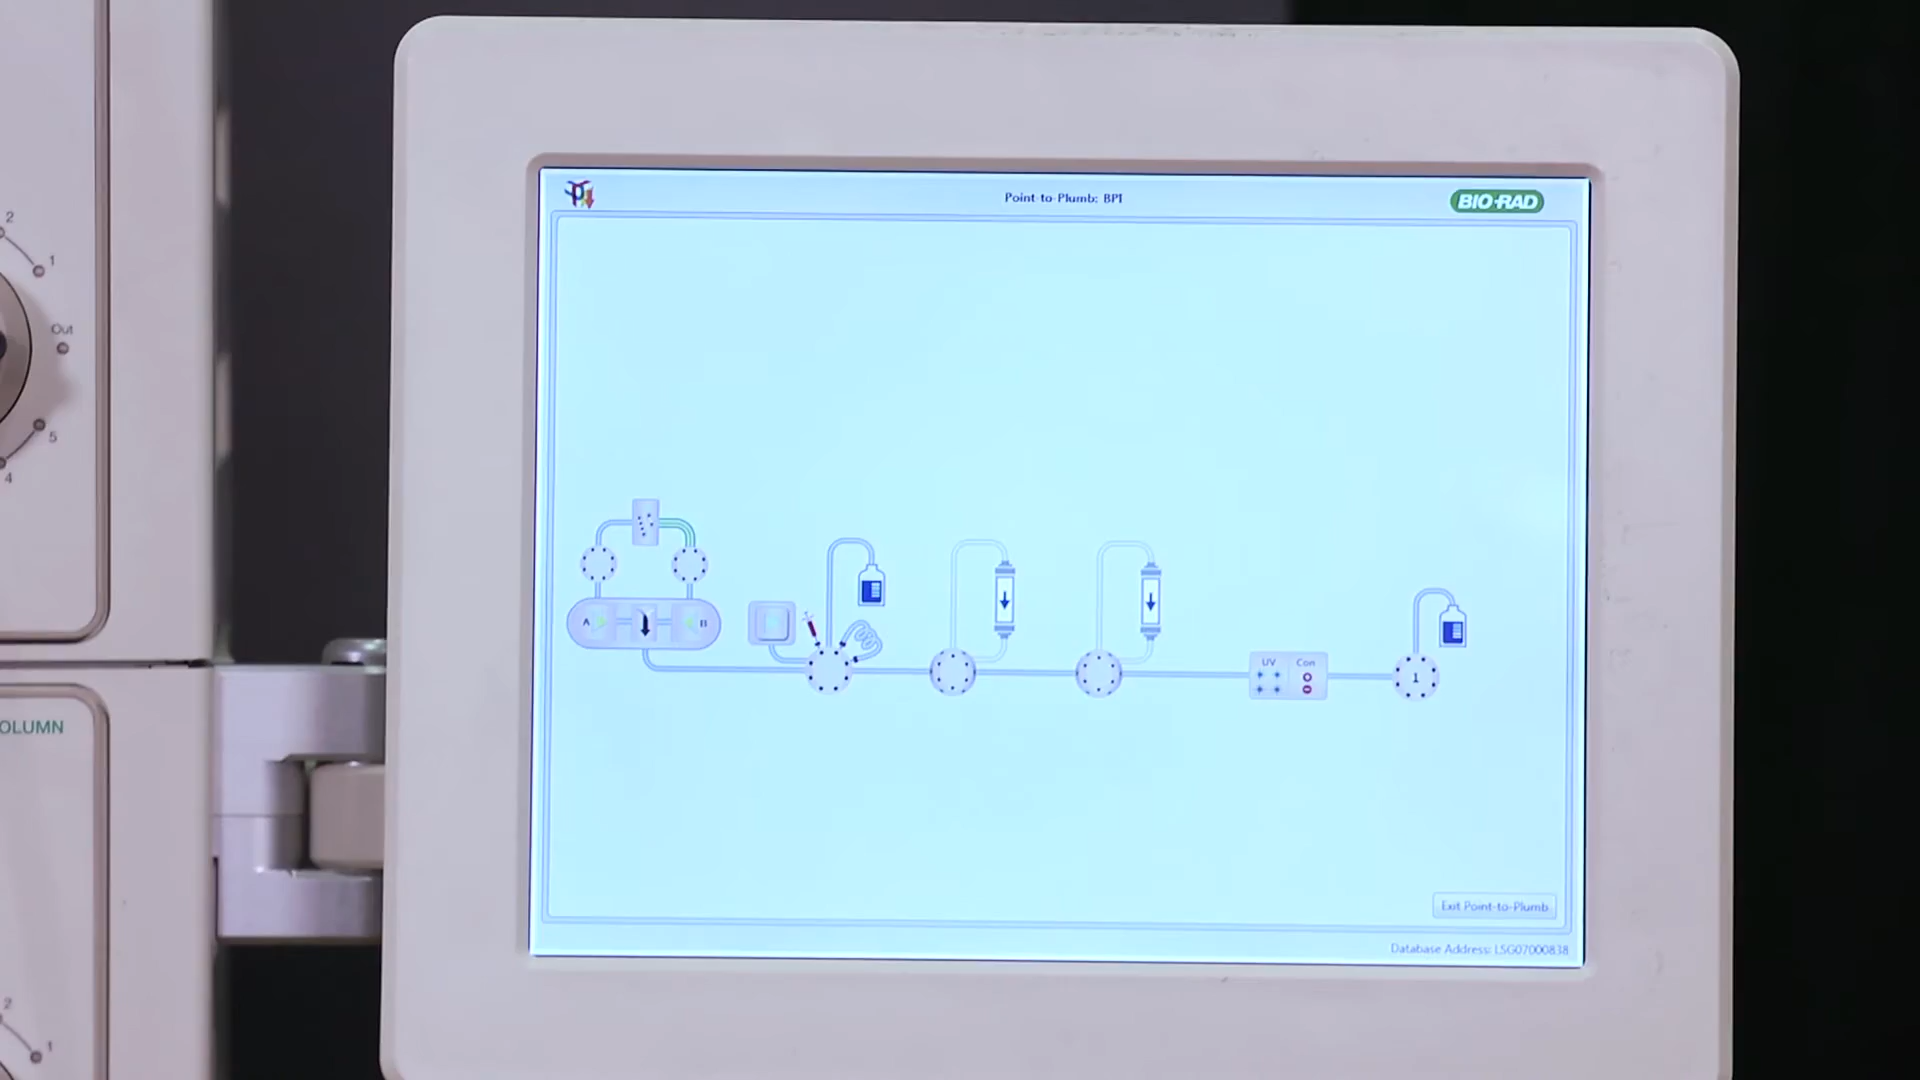 2
1
Out
5
4
OLUMN
2
1
Point-to-Plumb: BPI
BIO-RAD
A
B
UV
Con
1
Exit Point-to-Plumb
Database Address: LSG07000838